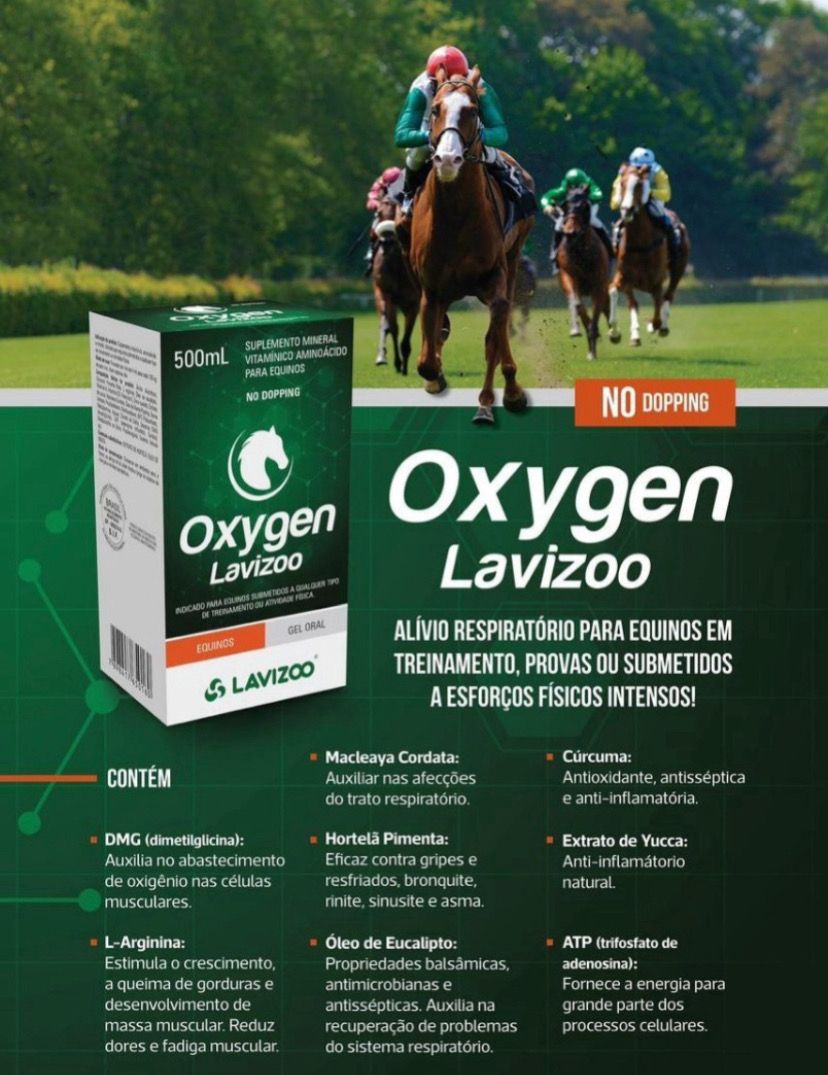 500mL
SUPLEMENTO MINERAL
VITAMÍNICO AMINOÁCIDO
PARA EQUINOS
NO DOPPING
Oxygen
Lavizoo
INDICADO PARA EQUINOS SUBMETIDOS A QUALQUER TIPO
DE TREINAMENTO OU ATIVIDADE FÍSICA.
EQUINOS
GEL ORAL
LAVIZOO
NO DOPPING
Oxygen
Lavizoo
ALÍVIO RESPIRATÓRIO PARA EQUINOS EM
TREINAMENTO, PROVAS OU SUBMETIDOS
A ESFORÇOS FÍSICOS INTENSOS!
CONTÉM
DMG (dimetilglicina):
Auxilia no abastecimento
de oxigênio nas células
musculares.
L-Arginina:
Estimula o crescimento,
a queima de gorduras e
desenvolvimento de
massa muscular. Reduz
dores e fadiga muscular.
Macleaya Cordata:
Auxiliar nas afecções
do trato respiratório.
Hortelã Pimenta:
Eficaz contra gripes e
resfriados, bronquite,
rinite, sinusite e asma.
Óleo de Eucalipto:
Propriedades balsâmicas,
antimicrobianas e
antissépticas. Auxilia na
recuperação de problemas
do sistema respiratório.
Cúrcuma:
Antioxidante, antisséptica
e anti-inflamatória.
Extrato de Yucca:
Anti-inflamátorio
natural.
ATP (trifosfato de
adenosina):
Fornece a energia para
grande parte dos
processos celulares.